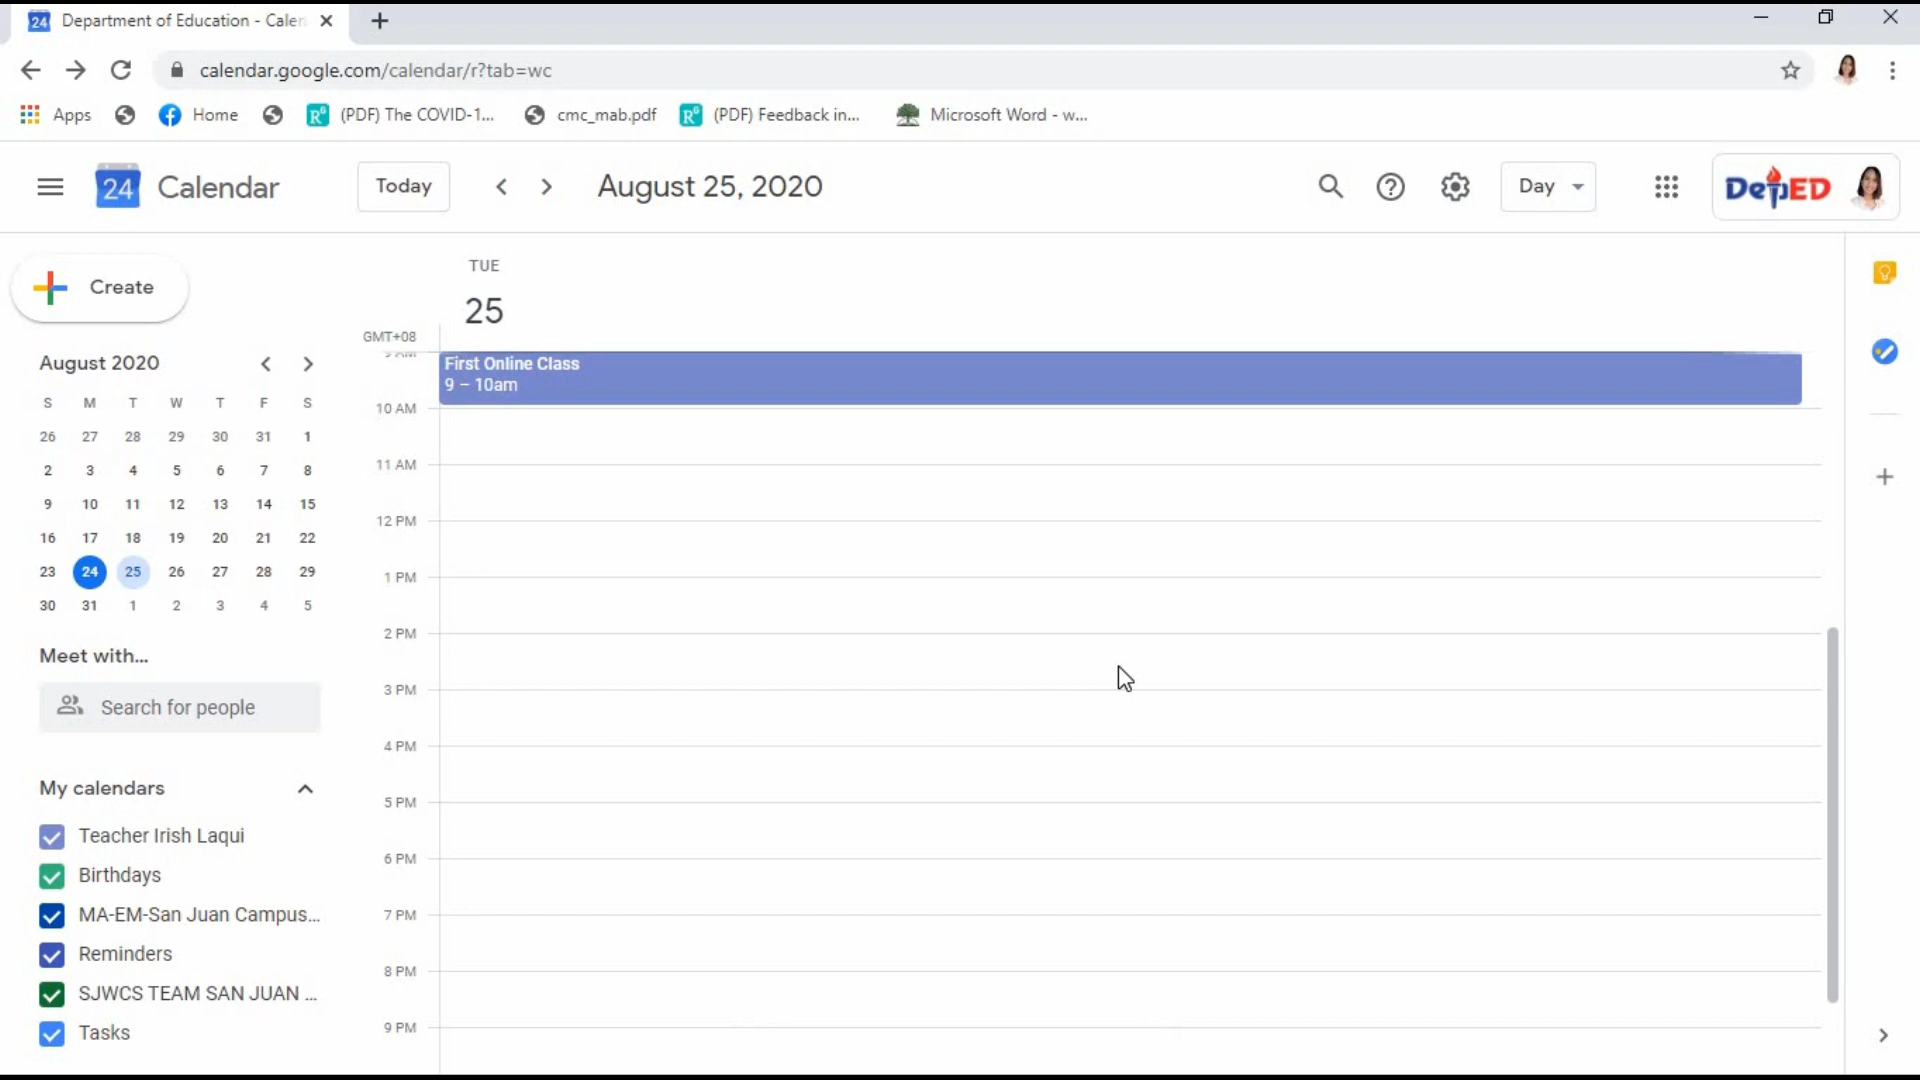 24 Department of Education - Calen
calendar.google.com/calendar/r?tab=wc
Apps Home (PDF) The COVID-1... cmc_mab.pdf (PDF) Feedback in... Microsoft Word - w...
24 Calendar Today August 25, 2020 Day DepED
Create
TUE
25
GMT+08
August 2020
S M T W T F S
26 27 28 29 30 31 1
2 3 4 5 6 7 8
9 10 11 12 13 14 15
16 17 18 19 20 21 22
23 24 25 26 27 28 29
30 31 1 2 3 4 5
Meet with...
Search for people
My calendars
Teacher Irish Laqui
Birthdays
MA-EM-San Juan Campus...
Reminders
SJWCS TEAM SAN JUAN ...
Tasks
9 AM
First Online Class
9 – 10am
10 AM
11 AM
12 PM
1 PM
2 PM
3 PM
4 PM
5 PM
6 PM
7 PM
8 PM
9 PM